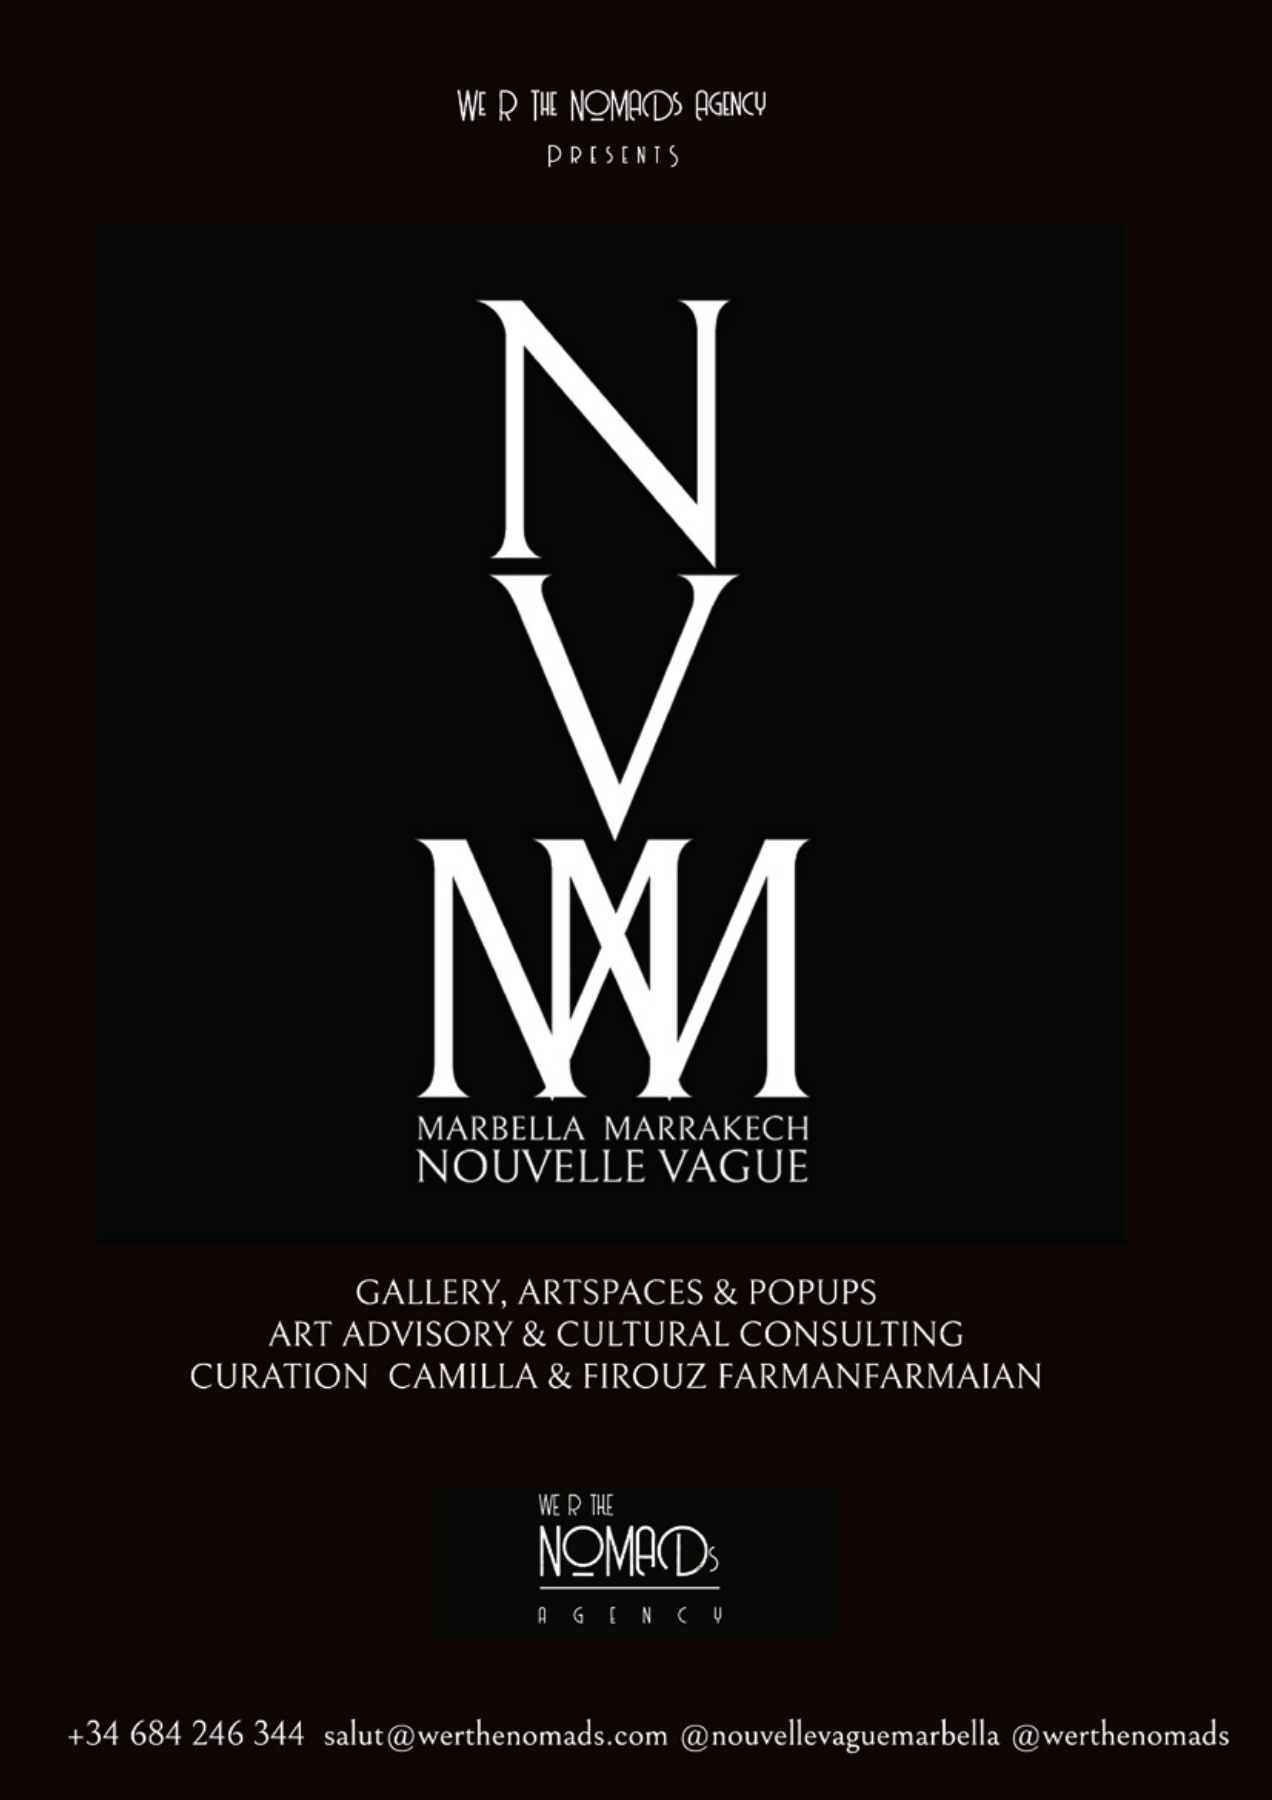 WE R THE NOMADS AGENCY
PRESENTS
N
V
MM
MARBELLA MARRAKECH
NOUVELLE VAGUE
GALLERY, ARTSPACES & POPUPS
ART ADVISORY & CULTURAL CONSULTING
CURATION CAMILLA & FIROUZ FARMANFARMAIAN
WE R THE
NOMADS
AGENCY
+34 684 246 344 salut@werthenomads.com @nouvellevaguemarbella @werthenomads